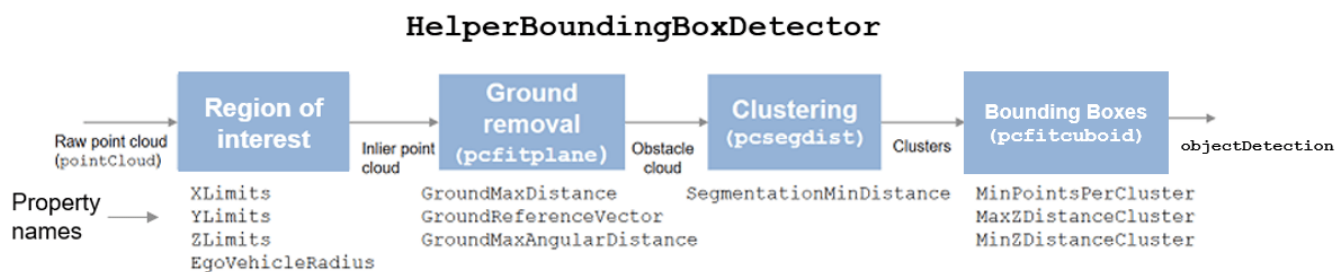 HelperBoundingBoxDetector
Raw point cloud
(pointCloud)
Region of
interest
Inlier point
cloud
Ground
removal
(pcfitplane)
Obstacle
cloud
Clustering
(pcsegdist)
Clusters
Bounding Boxes
(pcfitcuboid)
objectDetection
Property
names
XLimits
YLimits
ZLimits
EgoVehicleRadius
GroundMaxDistance
GroundReferenceVector
GroundMaxAngularDistance
SegmentationMinDistance
MinPointsPerCluster
MaxZDistanceCluster
MinZDistanceCluster